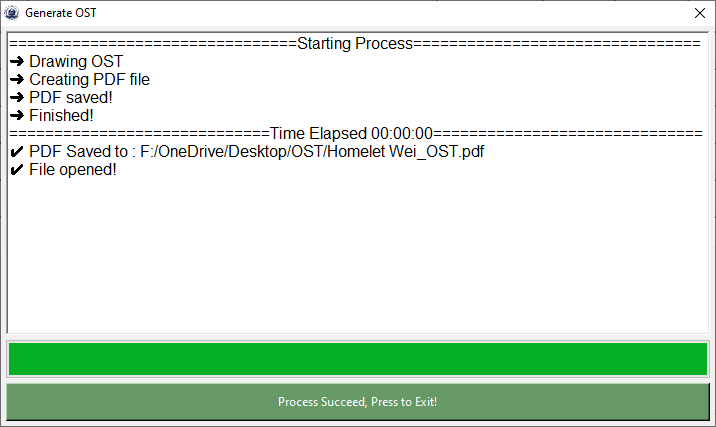 Generate OST
================================Starting Process================================
➔ Drawing OST
➔ Creating PDF file
➔ PDF saved!
➔ Finished!
=============================Time Elapsed 00:00:00==============================
✔ PDF Saved to : F:/OneDrive/Desktop/OST/Homelet Wei_OST.pdf
✔ File opened!
Process Succeed, Press to Exit!